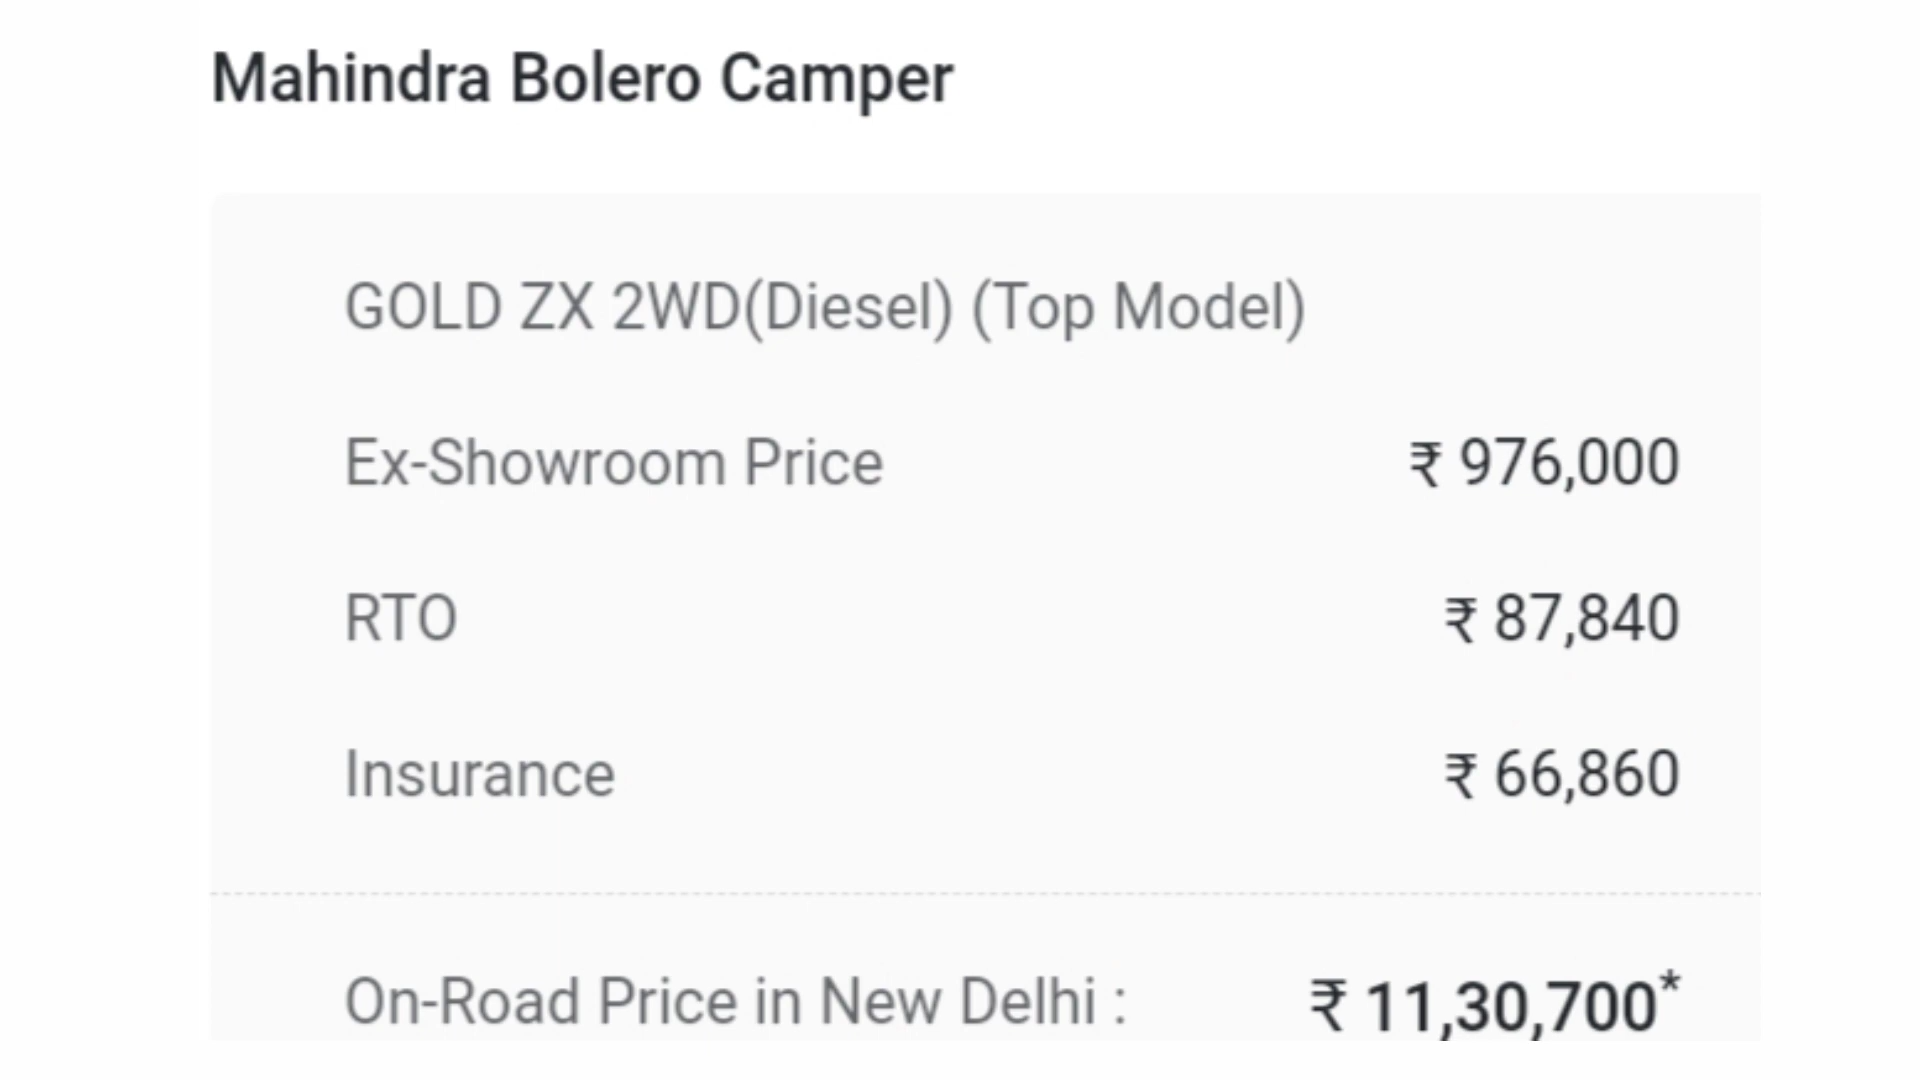 Mahindra Bolero Camper
GOLD ZX 2WD(Diesel) (Top Model)
Ex-Showroom Price ₹ 976,000
RTO ₹ 87,840
Insurance ₹ 66,860
On-Road Price in New Delhi : ₹ 11,30,700*